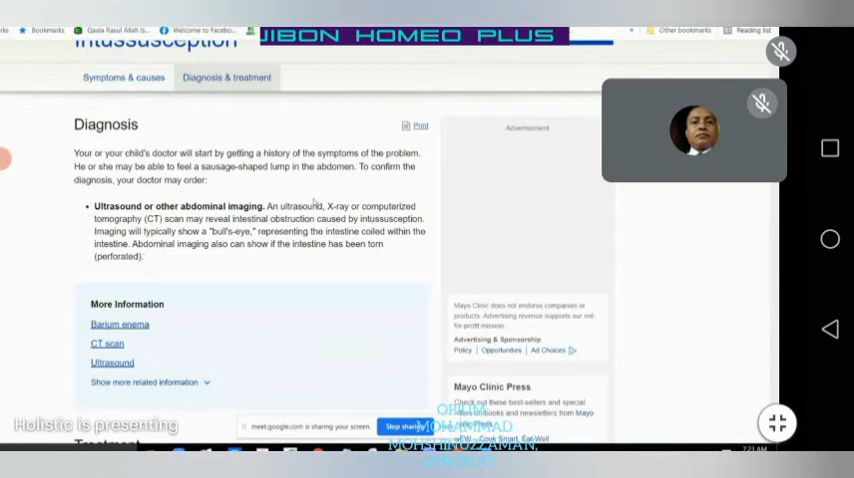 Bookmarks
Qaala Rasul Allah
Welcome to Facebo...
JIBON HOMEO PLUS
Other bookmarks
Reading list
Intussusception
Symptoms & causes
Diagnosis & treatment
Diagnosis
Print
Advertisement
Your or your child's doctor will start by getting a history of the symptoms of the problem.
He or she may be able to feel a sausage-shaped lump in the abdomen. To confirm the
diagnosis, your doctor may order:
• Ultrasound or other abdominal imaging. An ultrasound, X-ray or computerized
tomography (CT) scan may reveal intestinal obstruction caused by intussusception.
Imaging will typically show a "bull's-eye," representing the intestine coiled within the
intestine. Abdominal imaging also can show if the intestine has been torn
(perforated).
More Information
Barium enema
CT scan
Ultrasound
Show more related information
Mayo Clinic does not endorse companies or
products. Advertising revenue supports our not-
for-profit mission.
Advertising & Sponsorship
Policy | Opportunities | Ad Choices
Mayo Clinic Press
Check out these best-sellers and special
offers on books and newsletters from Mayo
Cook Smart, Eat Well
Holistic is presenting
meet.google.com is sharing your screen.
Stop sharing
OPIUM,
MOHAMMAD
MOHSHINUZZAMAN,
Treatment
7:23 AM